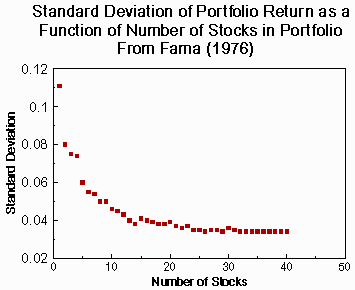 Standard Deviation of Portfolio Return as a
Function of Number of Stocks in Portfolio
From Fama (1976)
0.12
0.1
0.08
0.06
0.04
0.02
Standard Deviation
0
10
20
30
40
50
Number of Stocks